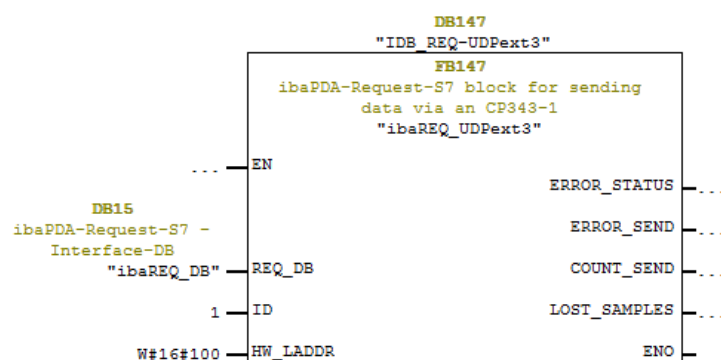 DB147
"IDB_REQ-UDPext3"
FB147
ibaPDA-Request-S7 block for sending
data via an CP343-1
"ibaREQ_UDPext3"
... EN
ERROR_STATUS ...
DB15
ibaPDA-Request-S7 -
Interface-DB
ERROR_SEND ...
"ibaREQ_DB" REQ_DB COUNT_SEND ...
1 ID LOST_SAMPLES ...
W#16#100 HW_LADDR ENO